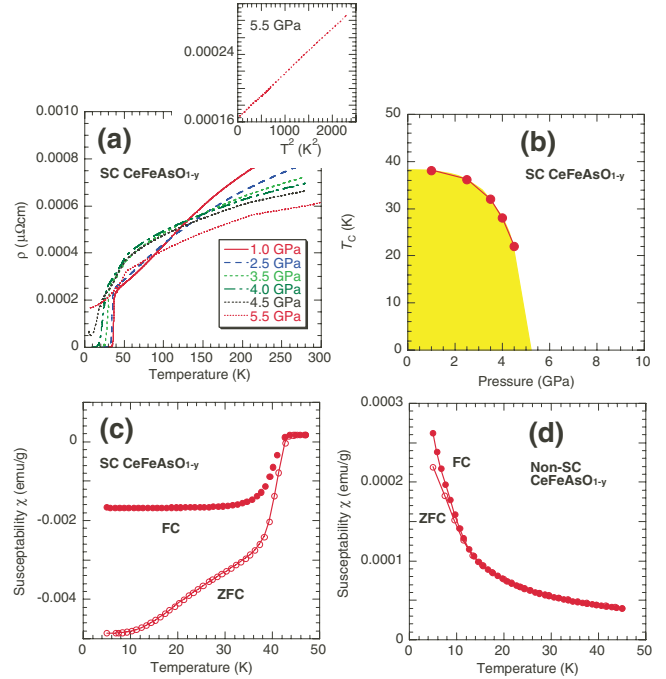 5.5 GPa
0.00024
0.00016
0 1000 2000
T² (K²)
(a)
SC CeFeAsO₁₋y
0.0010
0.0008
0.0006
0.0004
0.0002
0
ρ (μΩcm)
1.0 GPa
2.5 GPa
3.5 GPa
4.0 GPa
4.5 GPa
5.5 GPa
0 50 100 150 200 250 300
Temperature (K)
(b)
SC CeFeAsO₁₋y
50
40
30
20
10
0
T_C (K)
0 2 4 6 8 10
Pressure (GPa)
(c)
SC CeFeAsO₁₋y
0
-0.002
-0.004
Susceptability χ (emu/g)
FC
ZFC
0 10 20 30 40 50
Temperature (K)
(d)
Non-SC
CeFeAsO₁₋y
0.0003
0.0002
0.0001
0
Susceptability χ (emu/g)
FC
ZFC
0 10 20 30 40 50
Temperature (K)